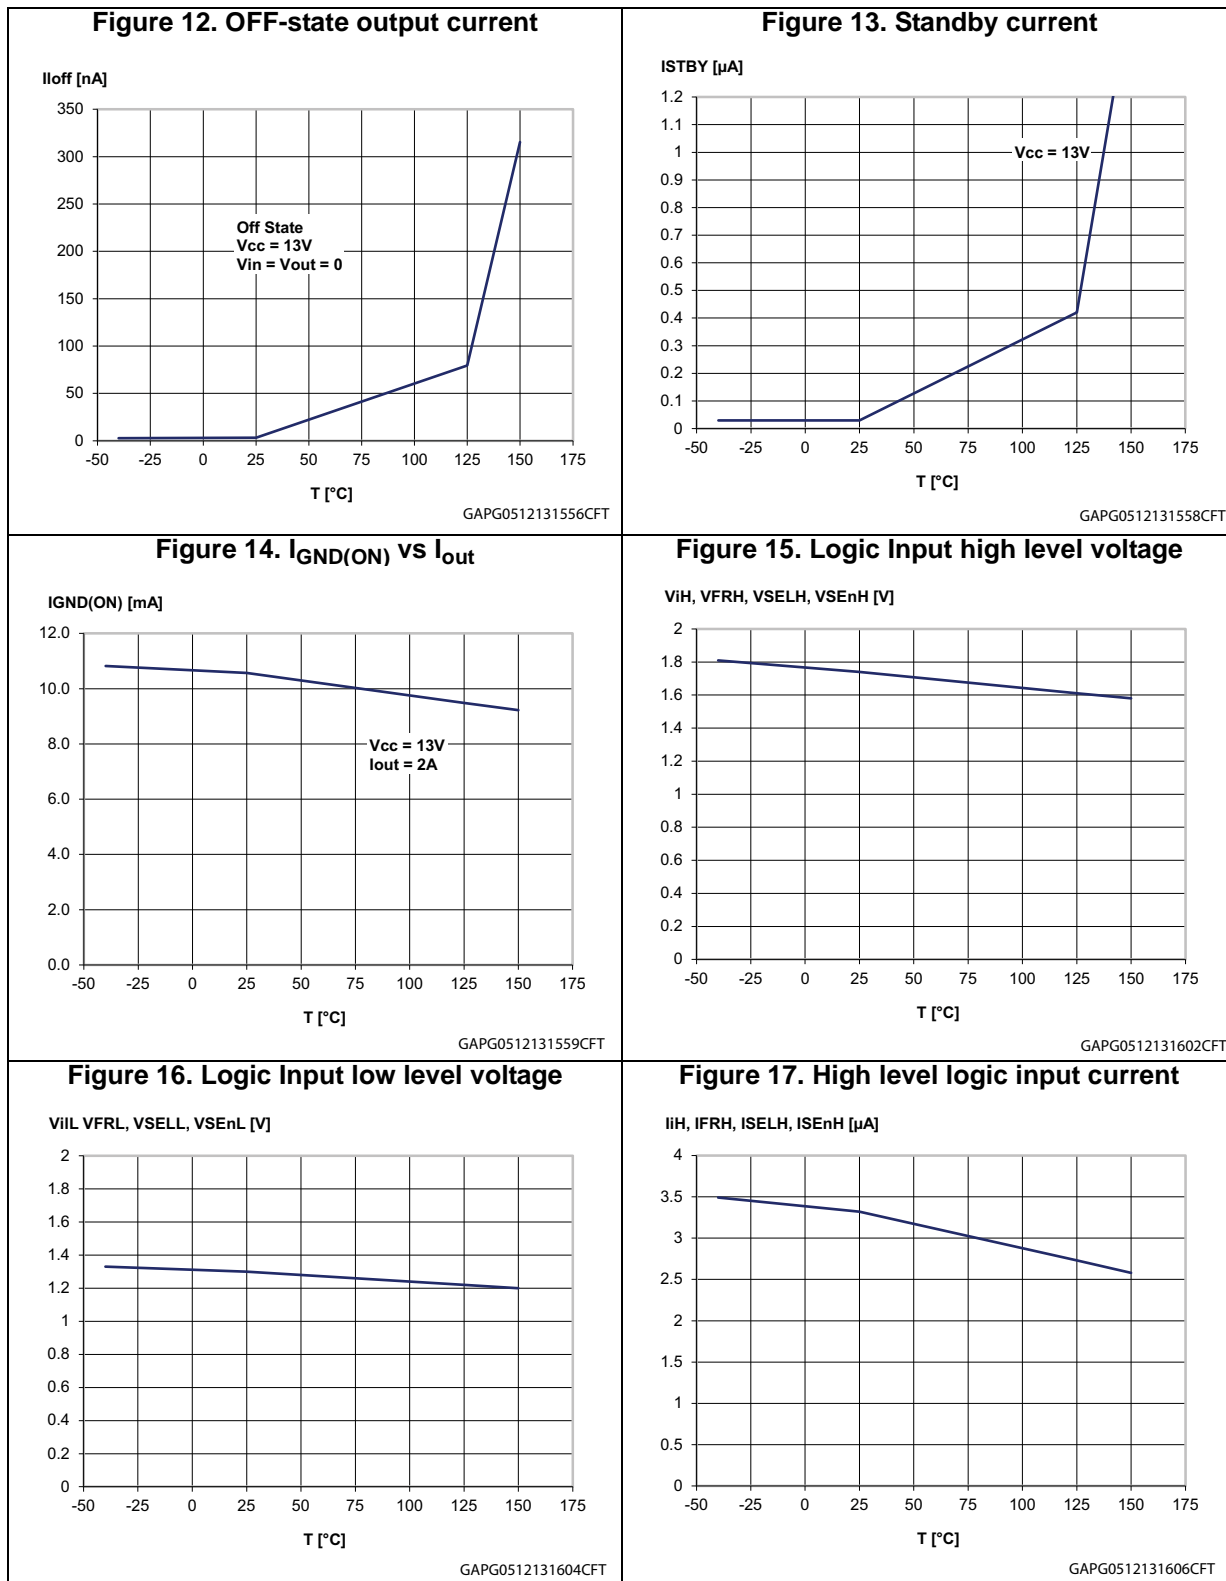 Figure 12. OFF-state output current
Iloff [nA]
350
300
250
200
150
100
50
0
Off State
Vcc = 13V
Vin = Vout = 0
-50 -25 0 25 50 75 100 125 150 175
T [°C]
GAPG0512131556CFT
Figure 13. Standby current
ISTBY [µA]
1.2
1.1
1
0.9
0.8
0.7
0.6
0.5
0.4
0.3
0.2
0.1
0
Vcc = 13V
-50 -25 0 25 50 75 100 125 150 175
T [°C]
GAPG0512131558CFT
Figure 14. IGND(ON) vs Iout
IGND(ON) [mA]
12.0
10.0
8.0
6.0
4.0
2.0
0.0
Vcc = 13V
Iout = 2A
-50 -25 0 25 50 75 100 125 150 175
T [°C]
GAPG0512131559CFT
Figure 15. Logic Input high level voltage
ViH, VFRH, VSELH, VSEnH [V]
2
1.8
1.6
1.4
1.2
1
0.8
0.6
0.4
0.2
0
-50 -25 0 25 50 75 100 125 150 175
T [°C]
GAPG0512131602CFT
Figure 16. Logic Input low level voltage
VilL VFRL, VSELL, VSEnL [V]
2
1.8
1.6
1.4
1.2
1
0.8
0.6
0.4
0.2
0
-50 -25 0 25 50 75 100 125 150 175
T [°C]
GAPG0512131604CFT
Figure 17. High level logic input current
IiH, IFRH, ISELH, ISEnH [µA]
4
3.5
3
2.5
2
1.5
1
0.5
0
-50 -25 0 25 50 75 100 125 150 175
T [°C]
GAPG0512131606CFT